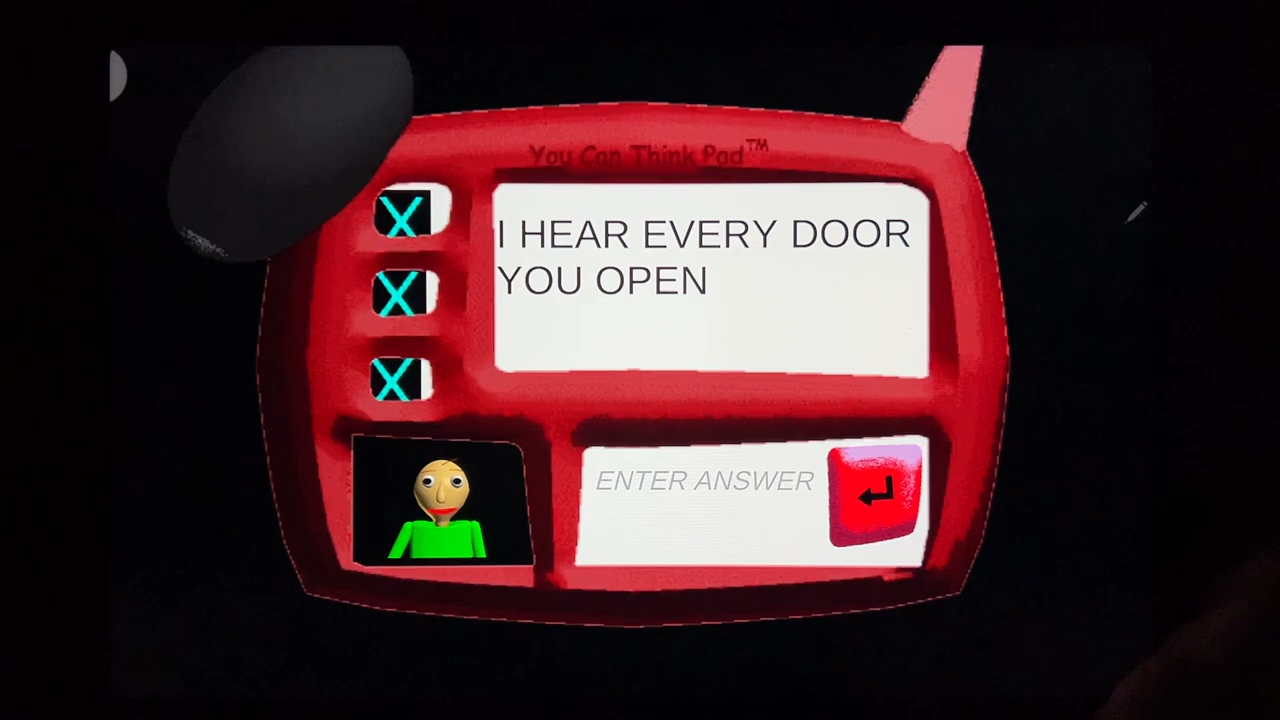 You Can Think Pad™
I HEAR EVERY DOOR
YOU OPEN
ENTER ANSWER